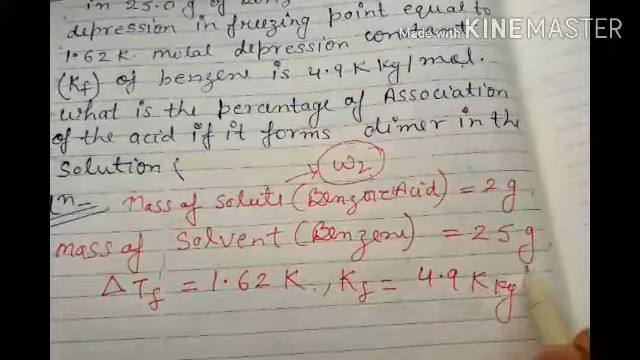 in 25.0 g of
depression in freezing point equal to
1.62 K. molal depression constant
(Kf) of benzene is 4.9 K kg/mol.
What is the percentage of Association
of the acid if it forms dimer in the
Solution {
W2
Mass of solute (Benzoic Acid) = 2g
Mass of Solvent (Benzene) = 25g
ΔTf = 1.62 K., Kf = 4.9 K kg
Made with KINEMASTER